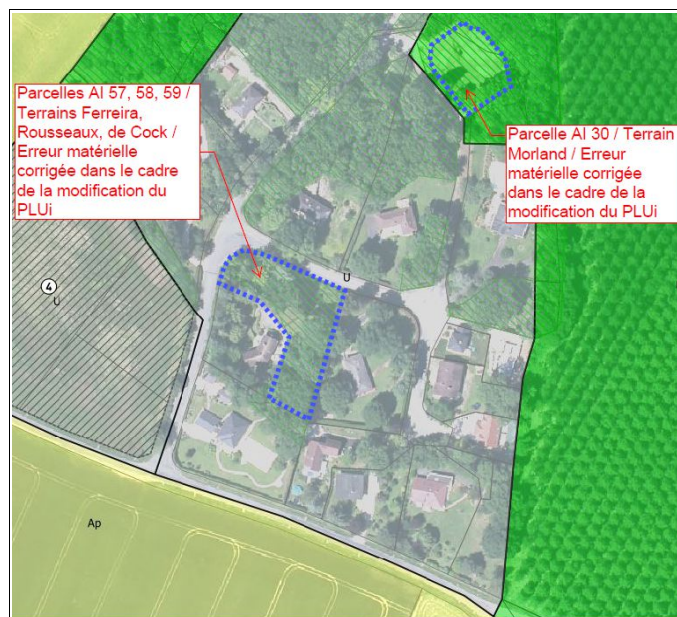 Parcelles AI 57, 58, 59 /
Terrains Ferreira,
Rousseaux, de Cock /
Erreur matérielle
corrigée dans le cadre
de la modification du
PLUi
Parcelle AI 30 / Terrain
Morland / Erreur
matérielle corrigée
dans le cadre de la
modification du PLUi
U
4
U
Ap